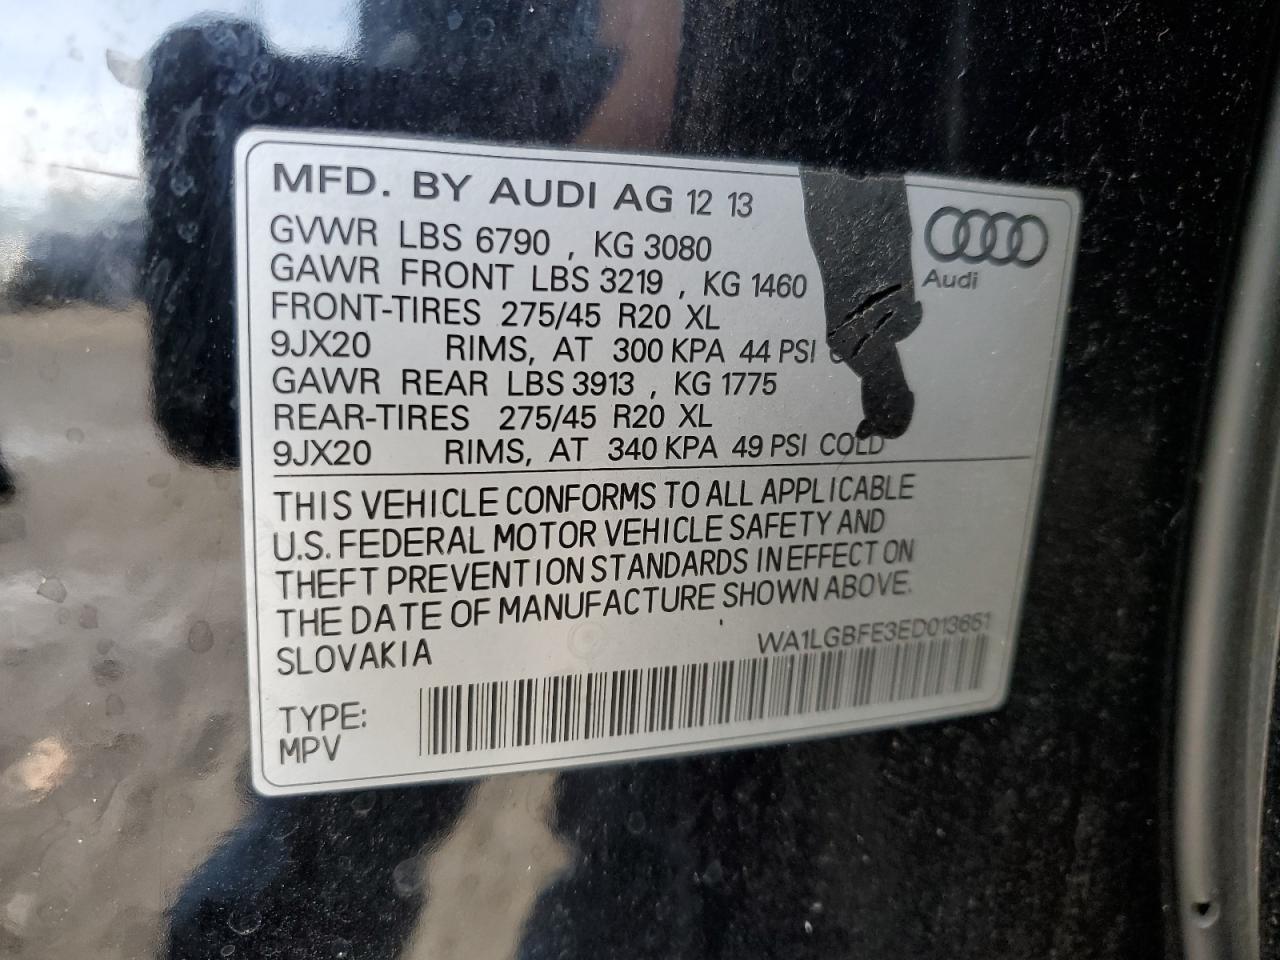 MFD. BY AUDI AG 12 13
GVWR LBS 6790 , KG 3080
GAWR FRONT LBS 3219 , KG 1460
FRONT-TIRES 275/45 R20 XL
9JX20 RIMS, AT 300 KPA 44 PSI
GAWR REAR LBS 3913 , KG 1775
REAR-TIRES 275/45 R20 XL
9JX20 RIMS, AT 340 KPA 49 PSI COLD
Audi
THIS VEHICLE CONFORMS TO ALL APPLICABLE
U.S. FEDERAL MOTOR VEHICLE SAFETY AND
THEFT PREVENTION STANDARDS IN EFFECT ON
THE DATE OF MANUFACTURE SHOWN ABOVE.
SLOVAKIA
WA1LGBFE3ED013651
TYPE:
MPV